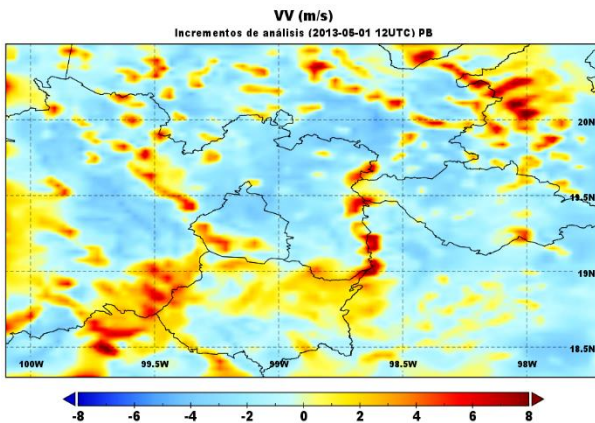 VV (m/s)
Incrementos de análisis (2013-05-01 12UTC) PB
20N
19.5N
19N
18.5N
100W 99.5W 99W 98.5W 98W
-8 -6 -4 -2 0 2 4 6 8